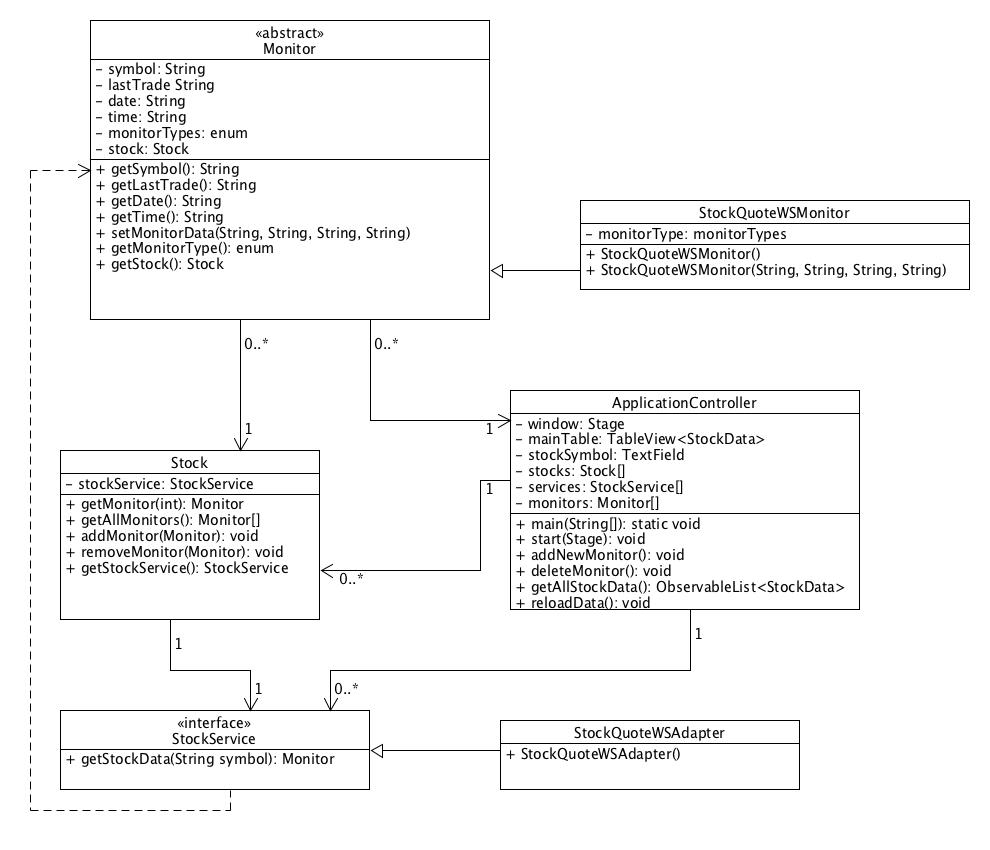 «abstract»
Monitor
– symbol: String
– lastTrade String
– date: String
– time: String
– monitorTypes: enum
– stock: Stock
+ getSymbol(): String
+ getLastTrade(): String
+ getDate(): String
+ getTime(): String
+ setMonitorData(String, String, String, String)
+ getMonitorType(): enum
+ getStock(): Stock
StockQuoteWSMonitor
– monitorType: monitorTypes
+ StockQuoteWSMonitor()
+ StockQuoteWSMonitor(String, String, String, String)
0..*
0..*
1
1
ApplicationController
– window: Stage
– mainTable: TableView<StockData>
– stockSymbol: TextField
– stocks: Stock[]
– services: StockService[]
– monitors: Monitor[]
+ main(String[]): static void
+ start(Stage): void
+ addNewMonitor(): void
+ deleteMonitor(): void
+ getAllStockData(): ObservableList<StockData>
+ reloadData(): void
Stock
– stockService: StockService
+ getMonitor(int): Monitor
+ getAllMonitors(): Monitor[]
+ addMonitor(Monitor): void
+ removeMonitor(Monitor): void
+ getStockService(): StockService
1
0..*
1
1
1
0..*
«interface»
StockService
+ getStockData(String symbol): Monitor
StockQuoteWSAdapter
+ StockQuoteWSAdapter()